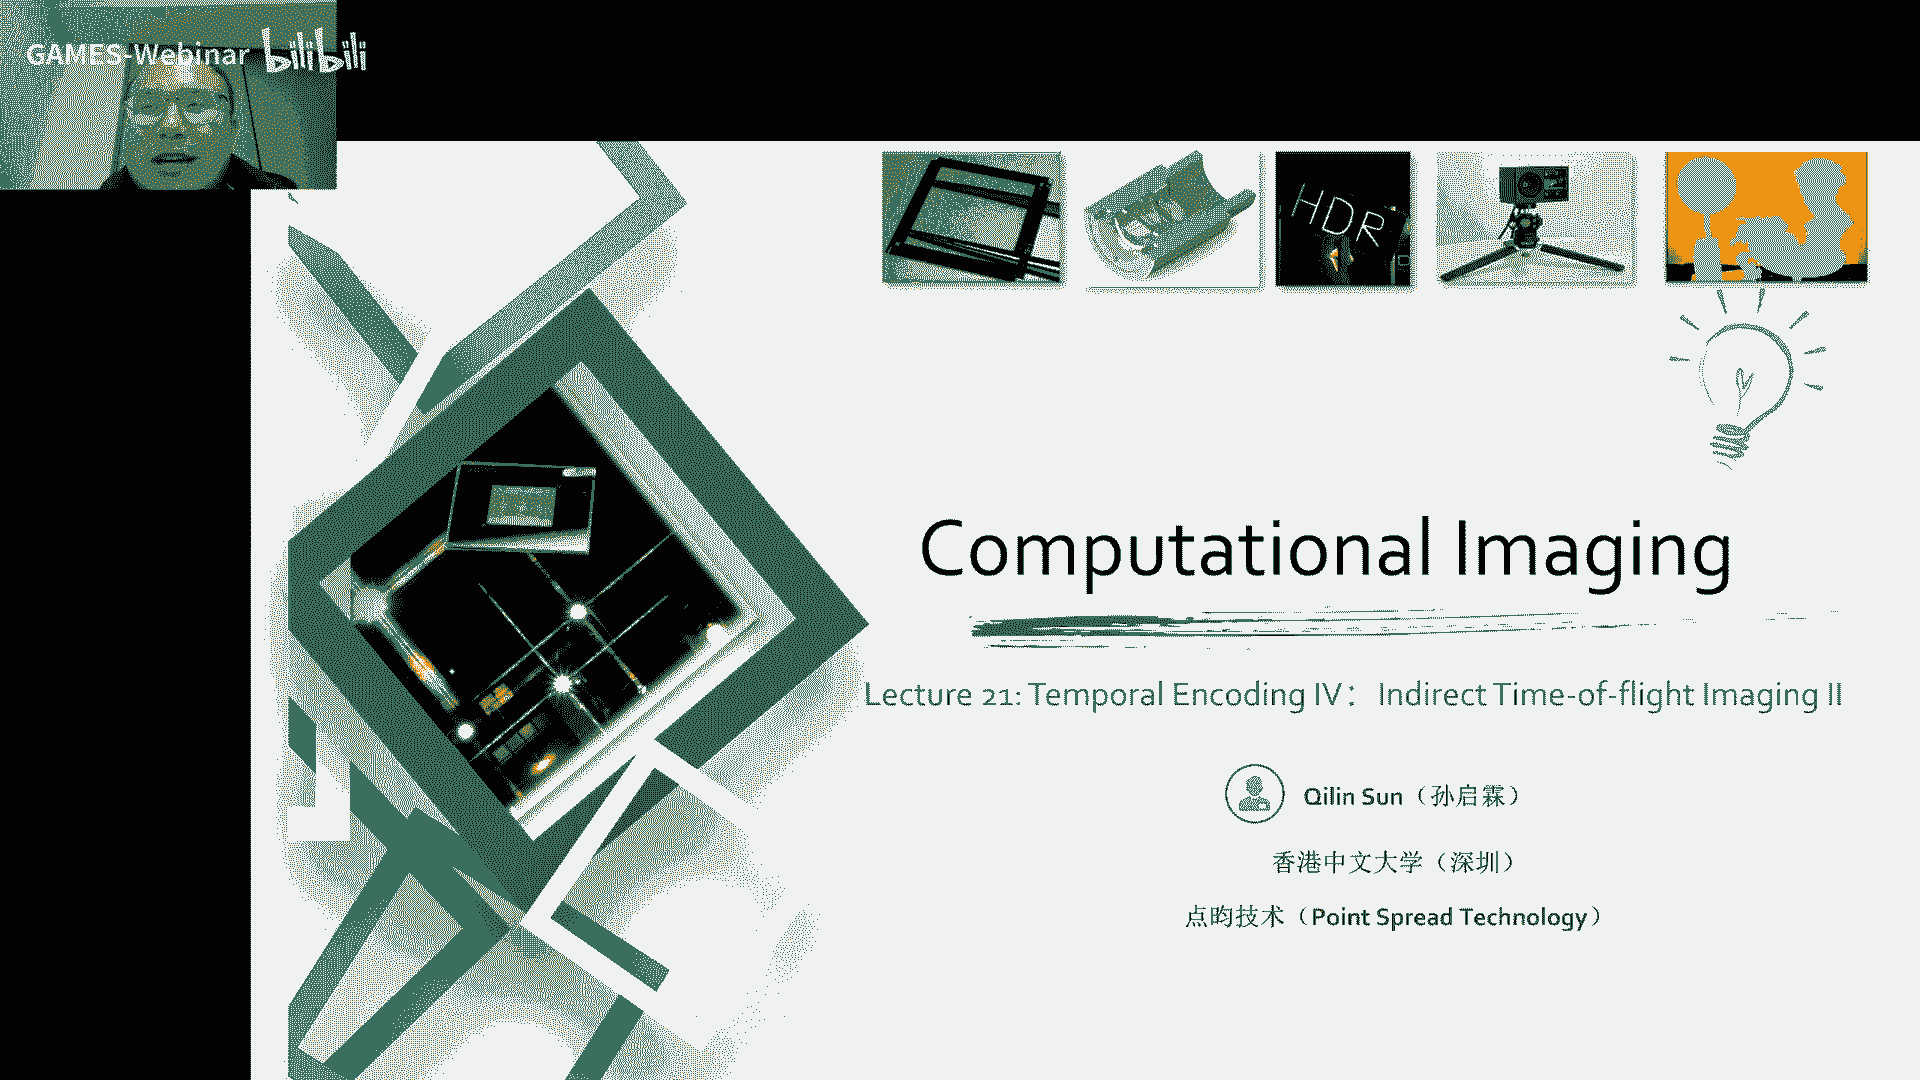 GAMES-Webinar bilibili
HDR
Computational Imaging
Lecture 21: Temporal Encoding IV：Indirect Time-of-flight Imaging II
Qilin Sun（孙启霖）
香港中文大学（深圳）
点昀技术（Point Spread Technology）